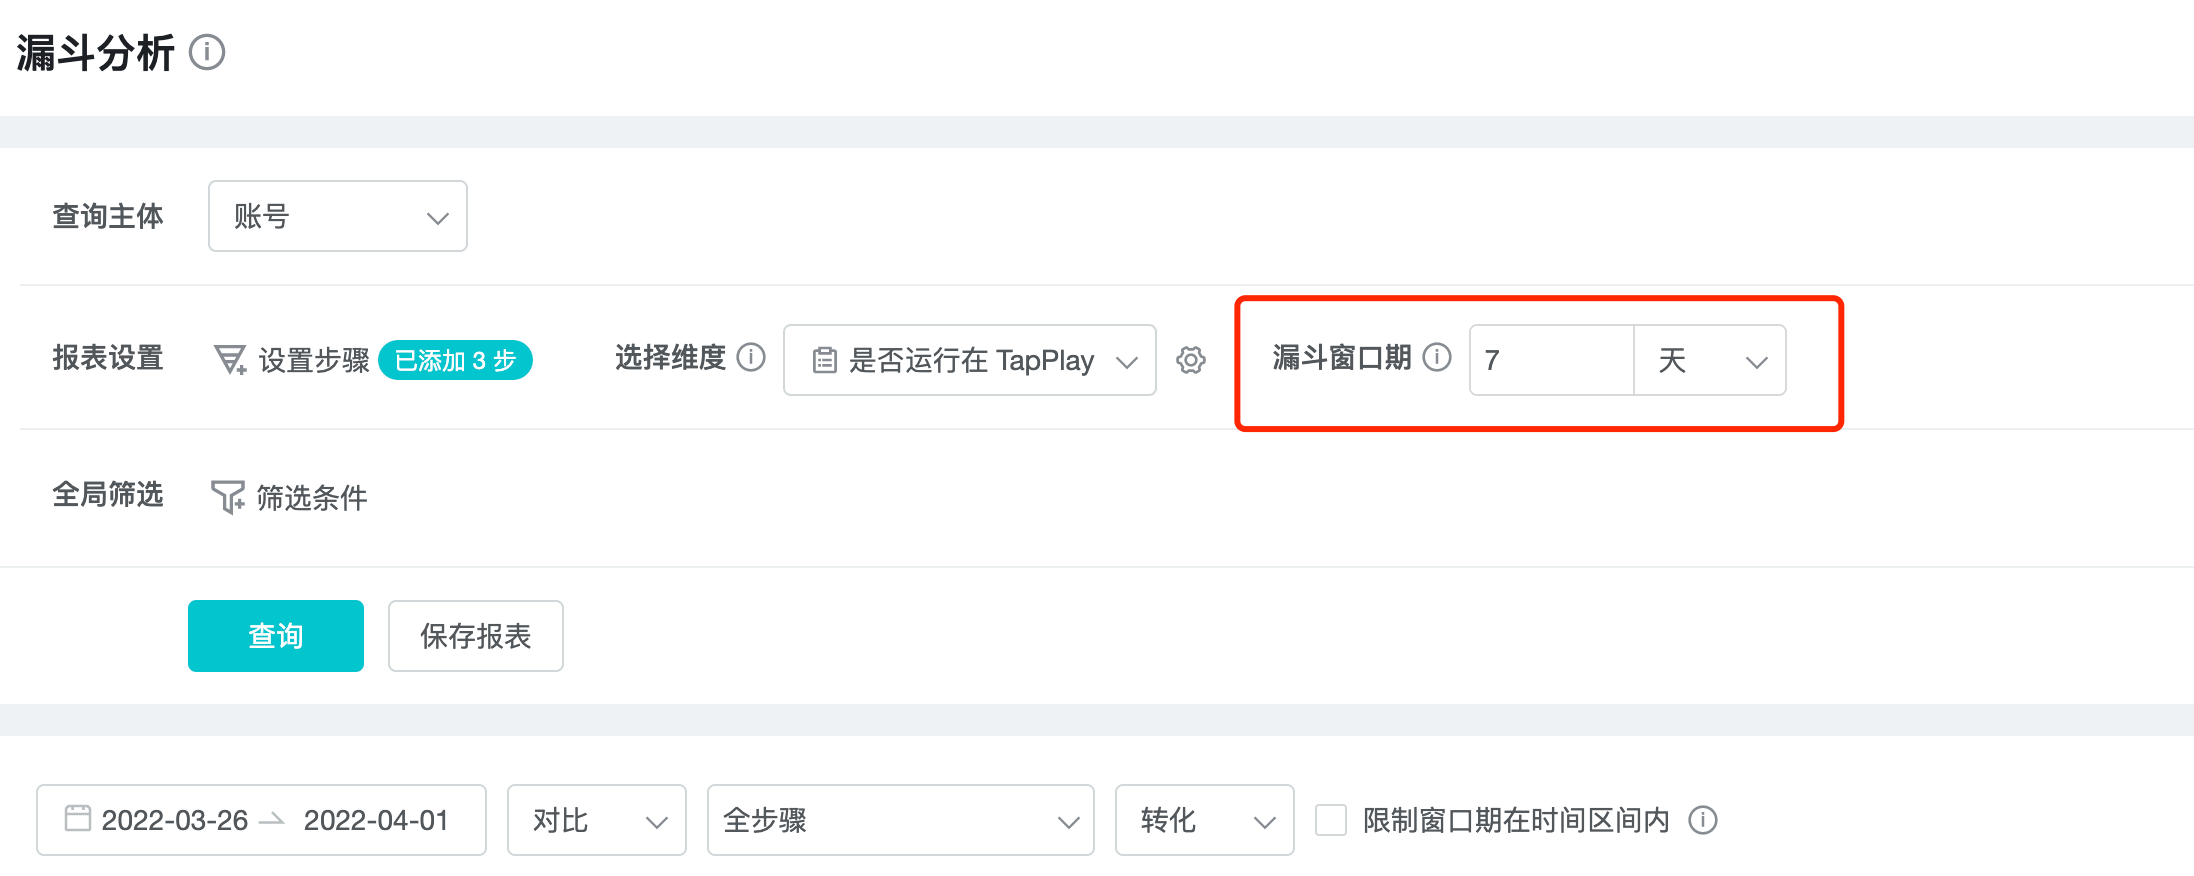 漏斗分析
查询主体 账号
报表设置 设置步骤 已添加 3 步 选择维度 是否运行在 TapPlay 漏斗窗口期 7 天
全局筛选 筛选条件
查询 保存报表
2022-03-26 2022-04-01 对比 全步骤 转化 限制窗口期在时间区间内